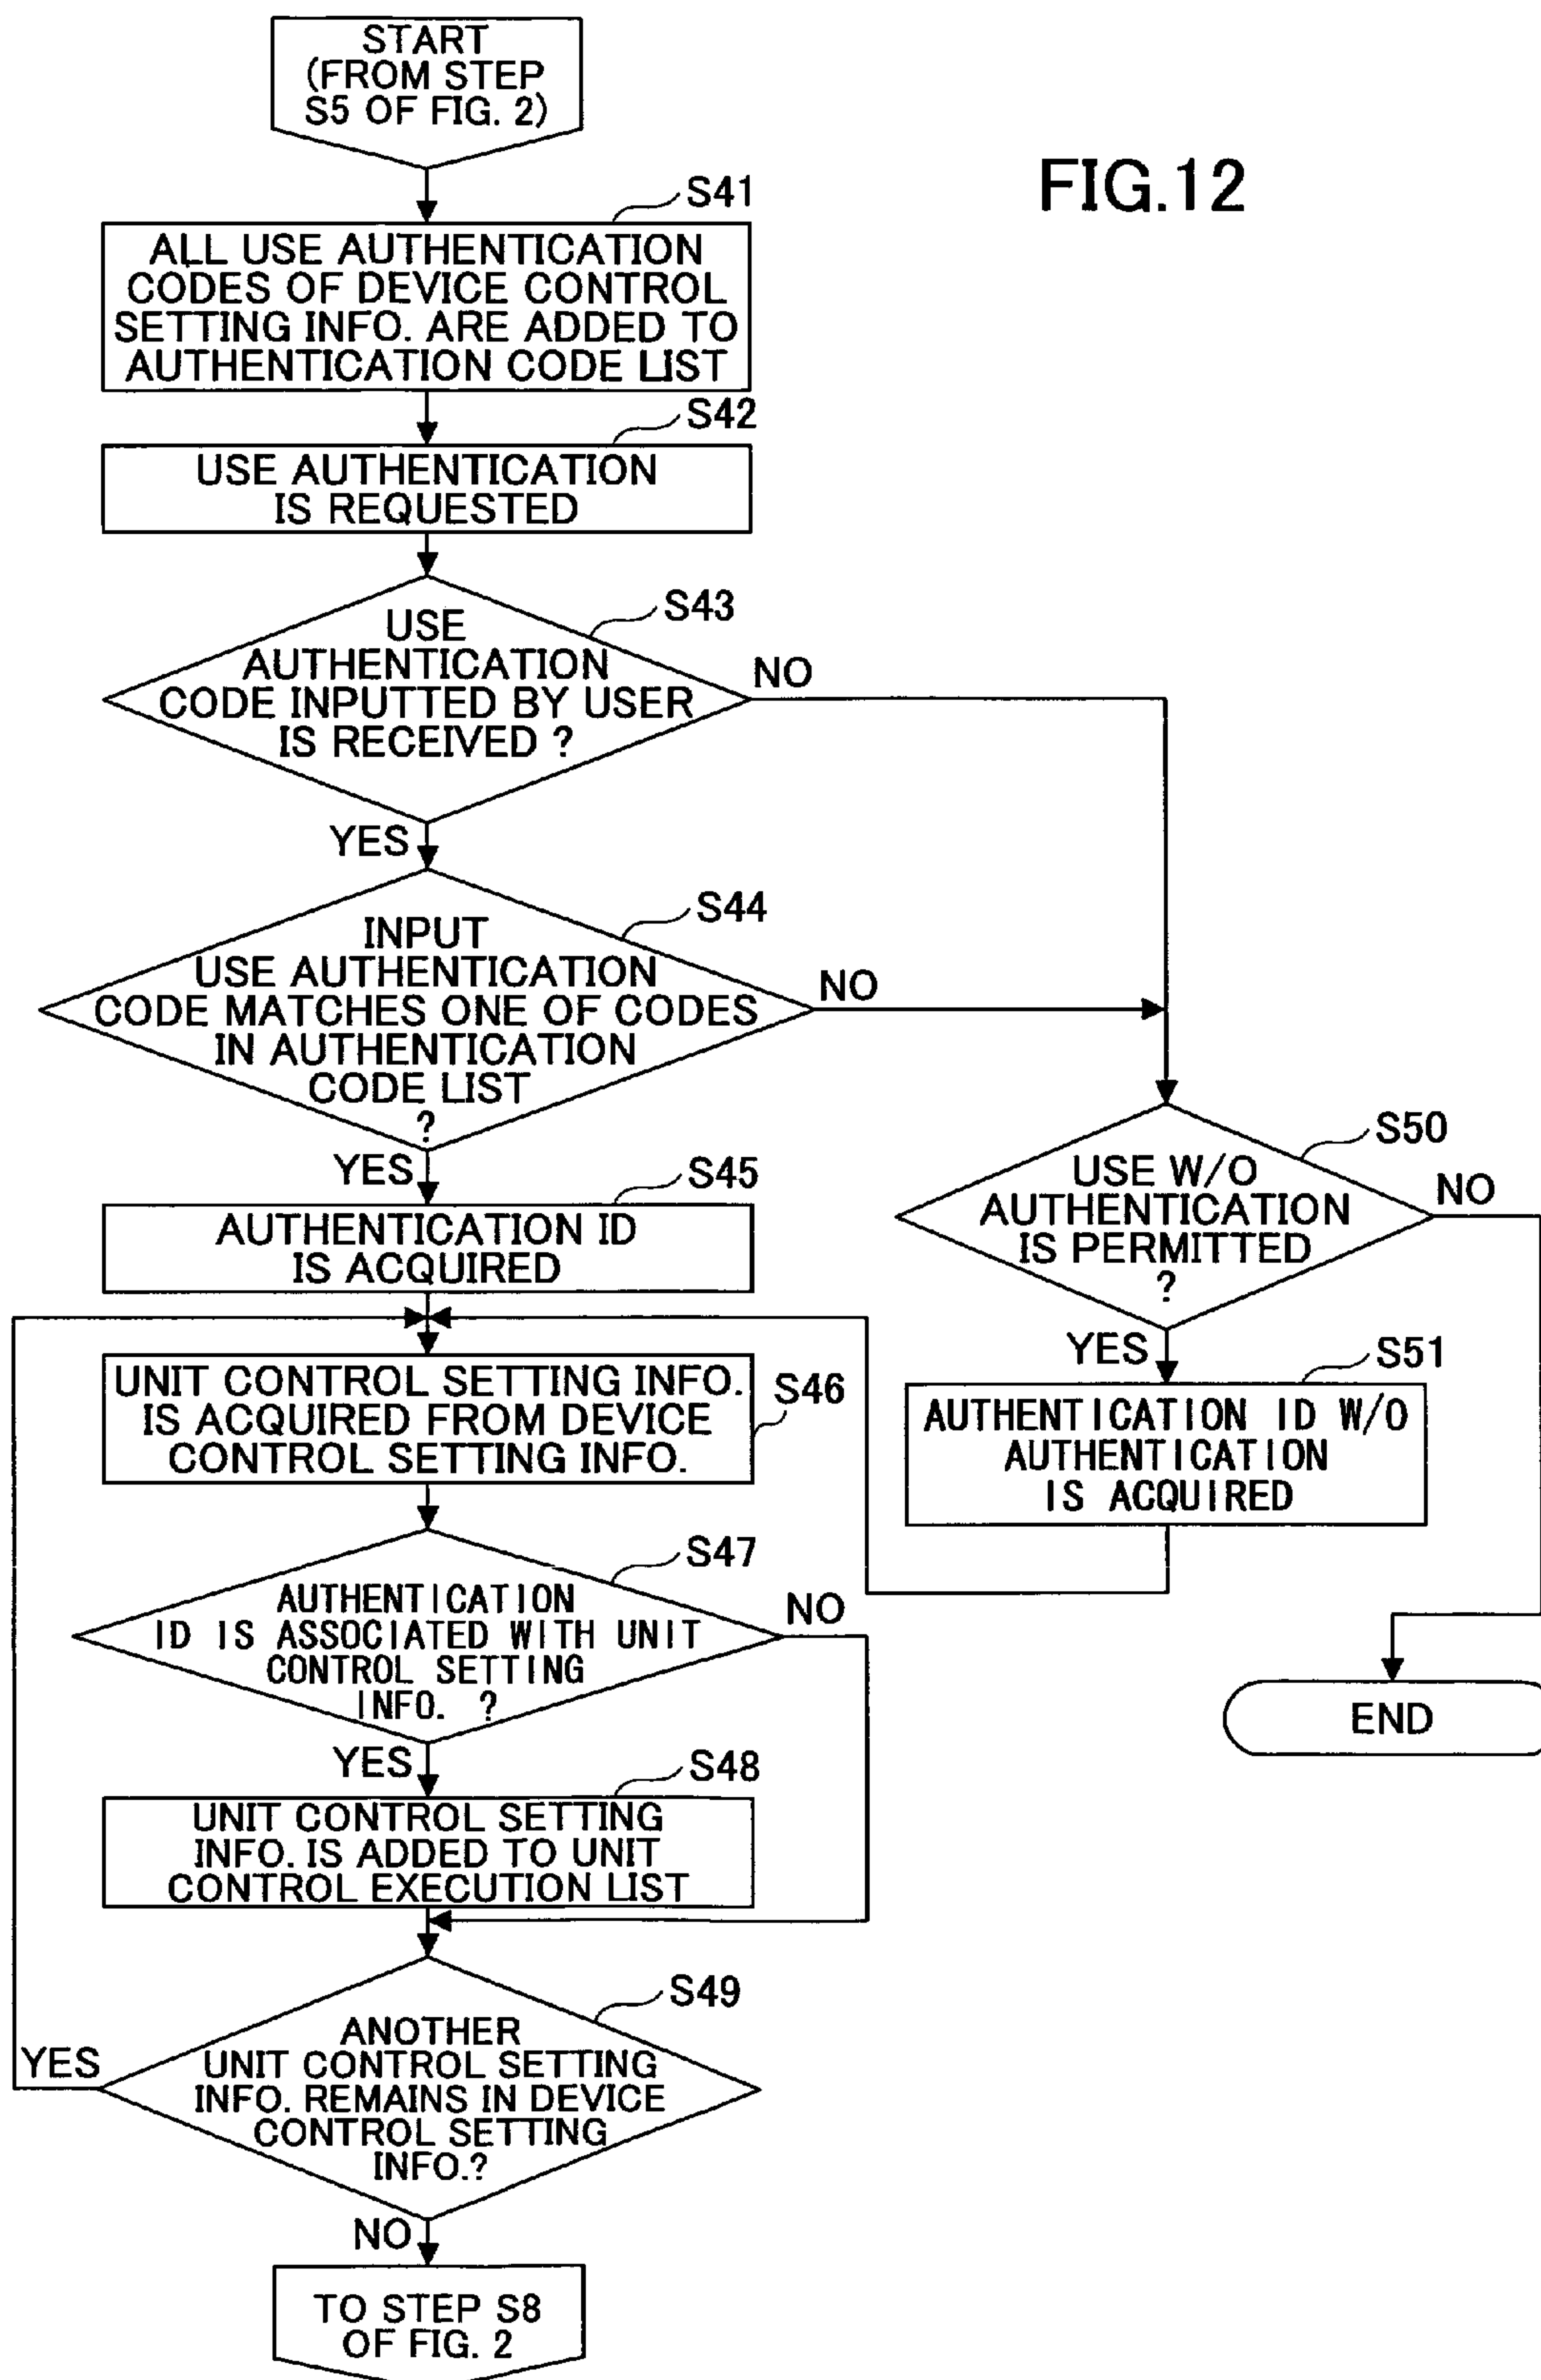 START
(FROM STEP
S5 OF FIG. 2)
FIG.12
S41
ALL USE AUTHENTICATION
CODES OF DEVICE CONTROL
SETTING INFO. ARE ADDED TO
AUTHENTICATION CODE LIST
S42
USE AUTHENTICATION
IS REQUESTED
S43
USE
AUTHENTICATION
CODE INPUTTED BY USER
IS RECEIVED ?
NO
YES
S44
INPUT
USE AUTHENTICATION
CODE MATCHES ONE OF CODES
IN AUTHENTICATION
CODE LIST
?
NO
YES
S45
AUTHENTICATION ID
IS ACQUIRED
S46
UNIT CONTROL SETTING INFO.
IS ACQUIRED FROM DEVICE
CONTROL SETTING INFO.
S47
AUTHENTICATION
ID IS ASSOCIATED WITH UNIT
CONTROL SETTING
INFO. ?
NO
YES
S48
UNIT CONTROL SETTING
INFO. IS ADDED TO UNIT
CONTROL EXECUTION LIST
S49
ANOTHER
UNIT CONTROL SETTING
INFO. REMAINS IN DEVICE
CONTROL SETTING
INFO.?
YES
NO
TO STEP S8
OF FIG. 2
S50
USE W/O
AUTHENTICATION
IS PERMITTED
?
NO
YES
S51
AUTHENTICATION ID W/O
AUTHENTICATION
IS ACQUIRED
END